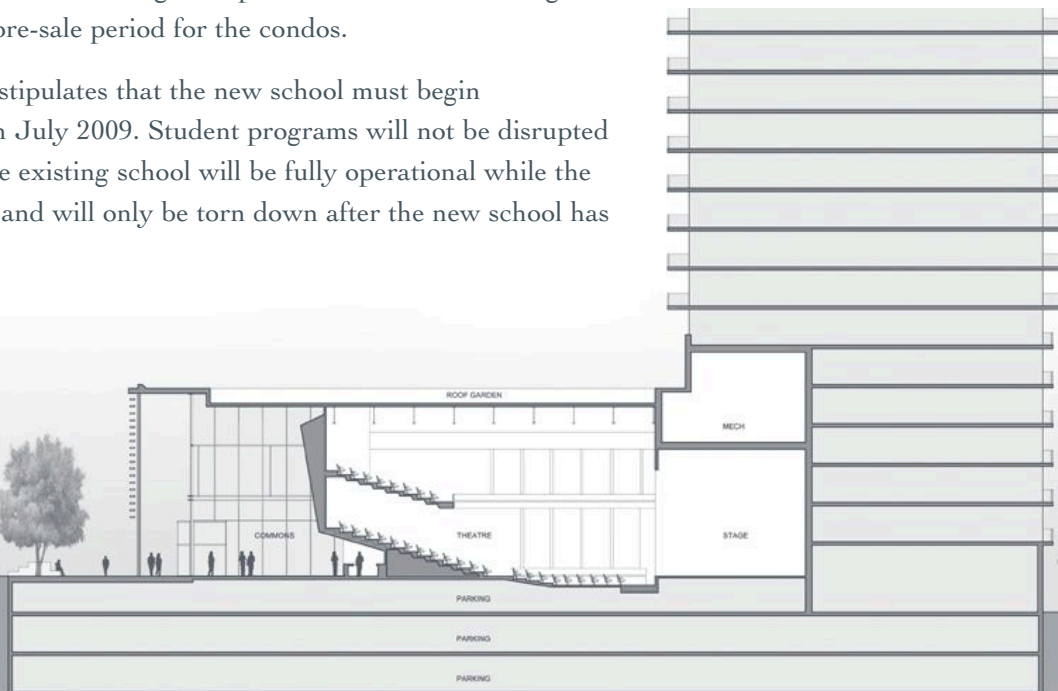 pre-sale period for the condos.
stipulates that the new school must begin
July 2009. Student programs will not be disrupted
existing school will be fully operational while the
and will only be torn down after the new school has
ROOF GARDEN
MECH
COMMONS
THEATRE
STAGE
PARKING
PARKING
PARKING